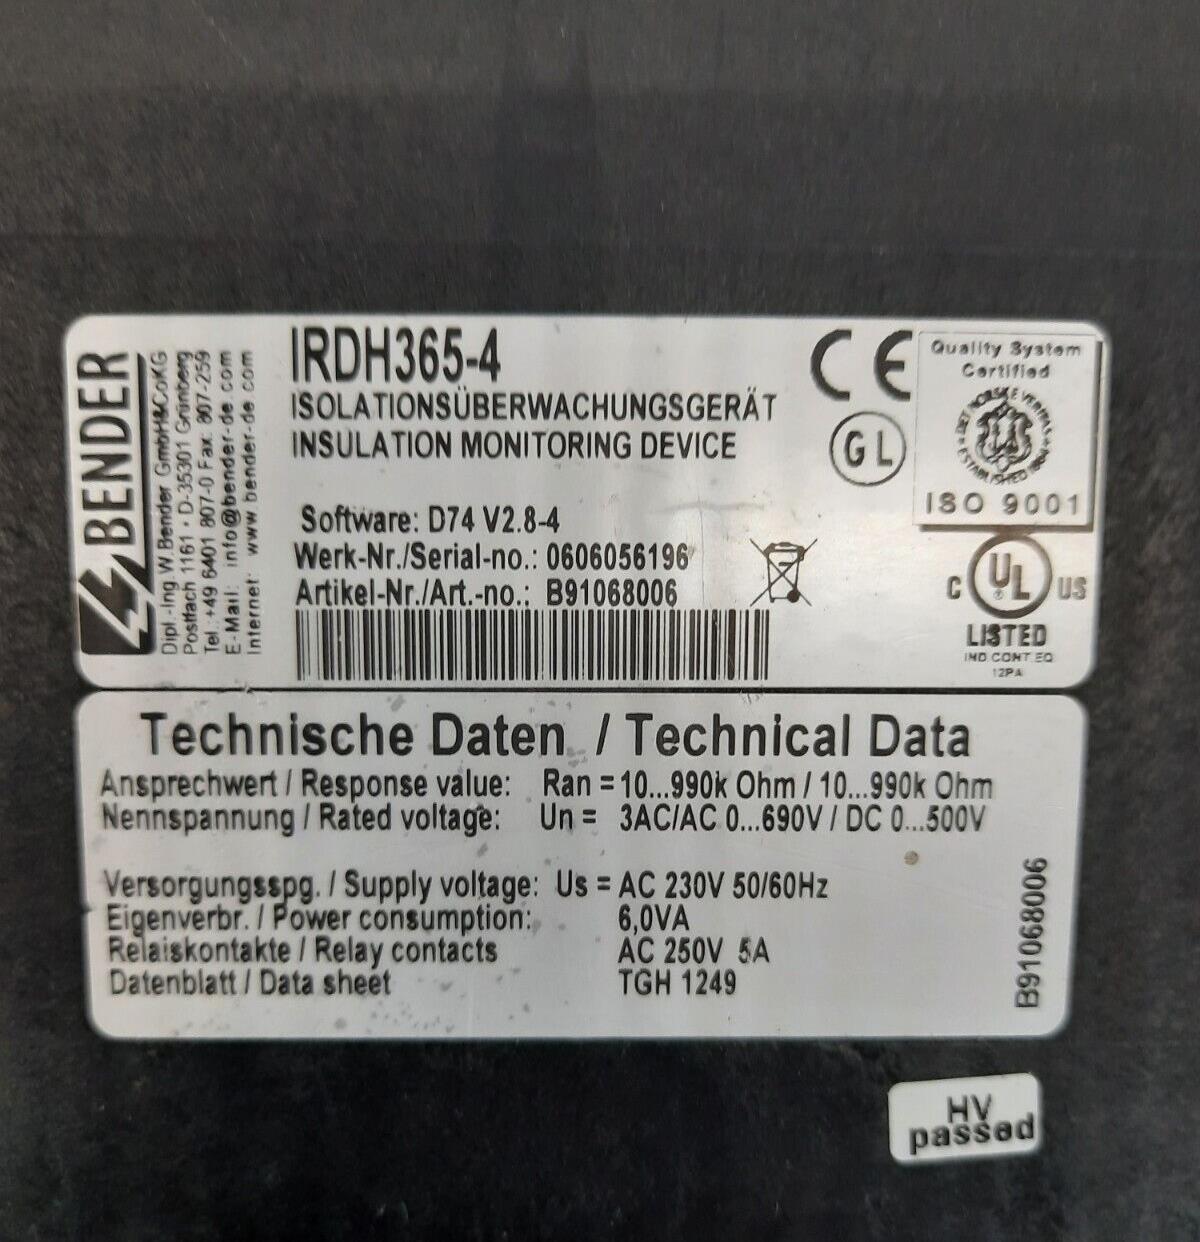 BENDER
Dipl.-Ing W.Bender GmbH&CoKG
Postfach 1161 • D-35301 Grünberg
Tel.:+49 6401 807-0 Fax: 807-259
E-Mail: info@bender-de.com
Internet: www.bender-de.com
IRDH365-4
ISOLATIONSÜBERWACHUNGSGERÄT
INSULATION MONITORING DEVICE
Software: D74 V2.8-4
Werk-Nr./Serial-no.: 0606056196
Artikel-Nr./Art.-no.: B91068006
CE
GL
Quality System
Certified
DET NORSKE VERITAS
ESTABLISHED 1864
ISO 9001
C UL US
®
LISTED
IND.CONT.EQ
12PA
Technische Daten / Technical Data
Ansprechwert / Response value: Ran = 10...990k Ohm / 10...990k Ohm
Nennspannung / Rated voltage: Un = 3AC/AC 0...690V / DC 0...500V
Versorgungsspg. / Supply voltage: Us = AC 230V 50/60Hz
Eigenverbr. / Power consumption: 6,0VA
Relaiskontakte / Relay contacts AC 250V 5A
Datenblatt / Data sheet TGH 1249
B91068006
HV
passed